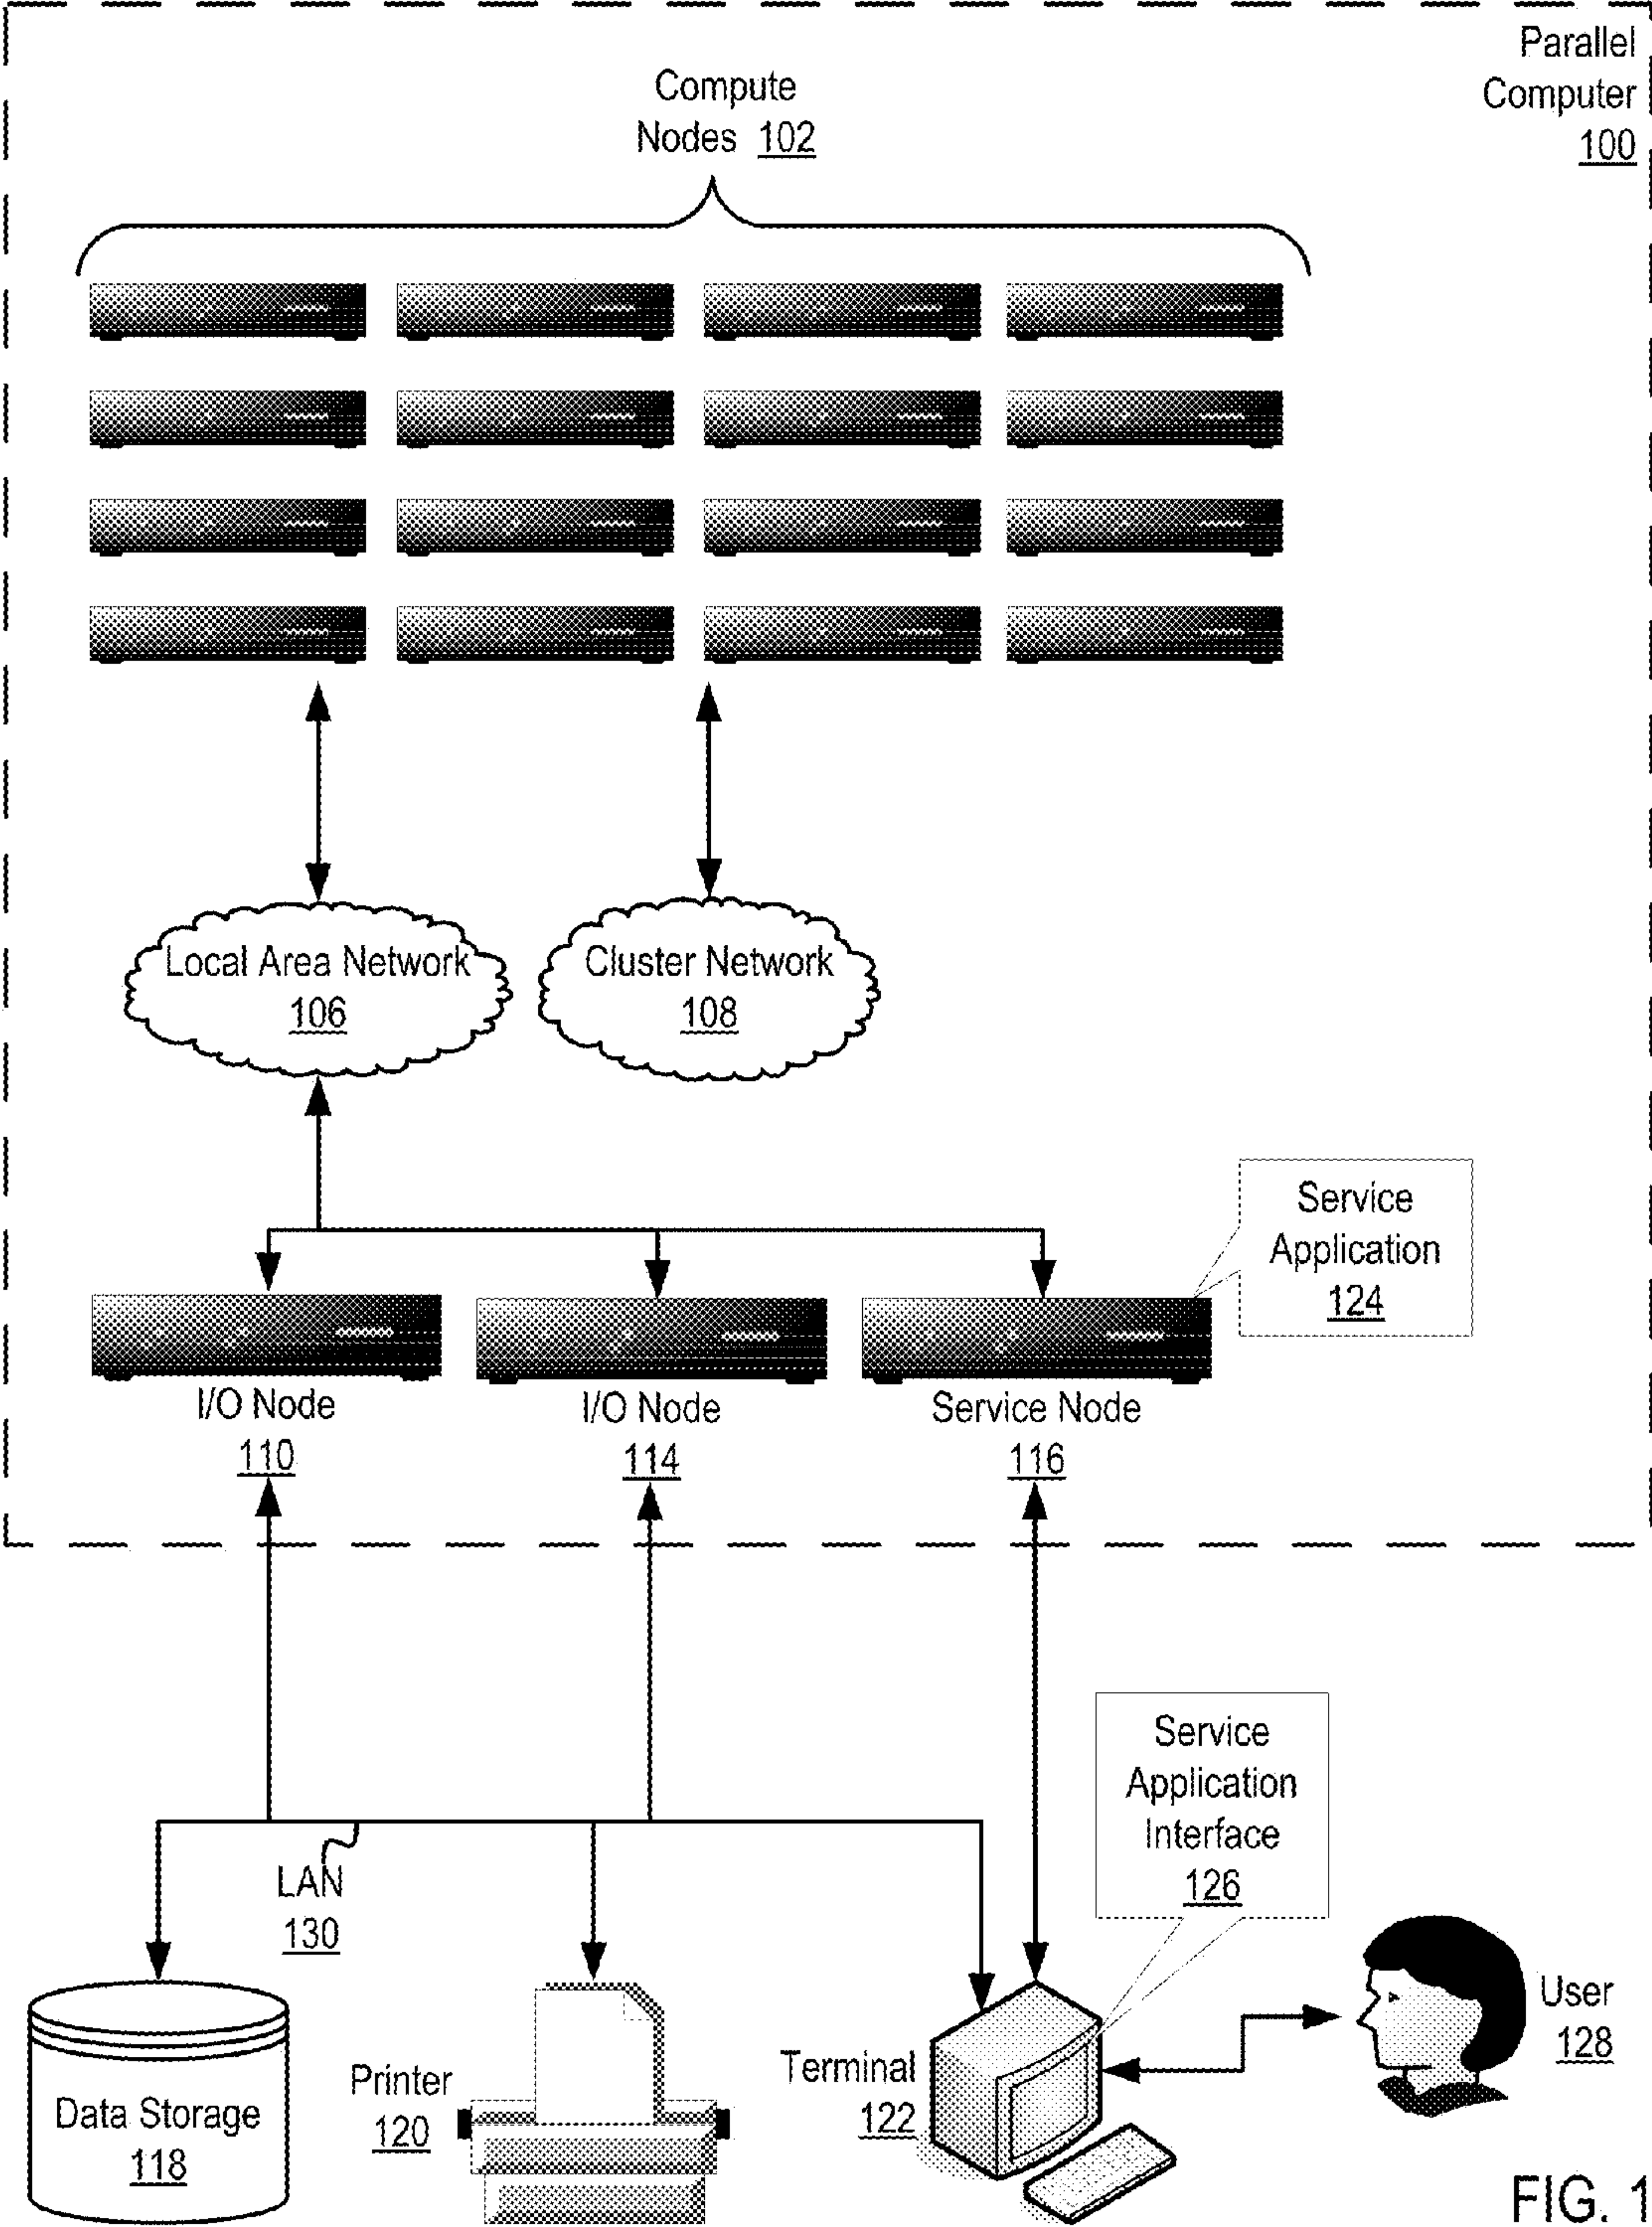 Parallel
Computer
100
Compute
Nodes 102
Local Area Network
106
Cluster Network
108
Service
Application
124
I/O Node
110
I/O Node
114
Service Node
116
Service
Application
Interface
126
LAN
130
Data Storage
118
Printer
120
Terminal
122
User
128
FIG. 1